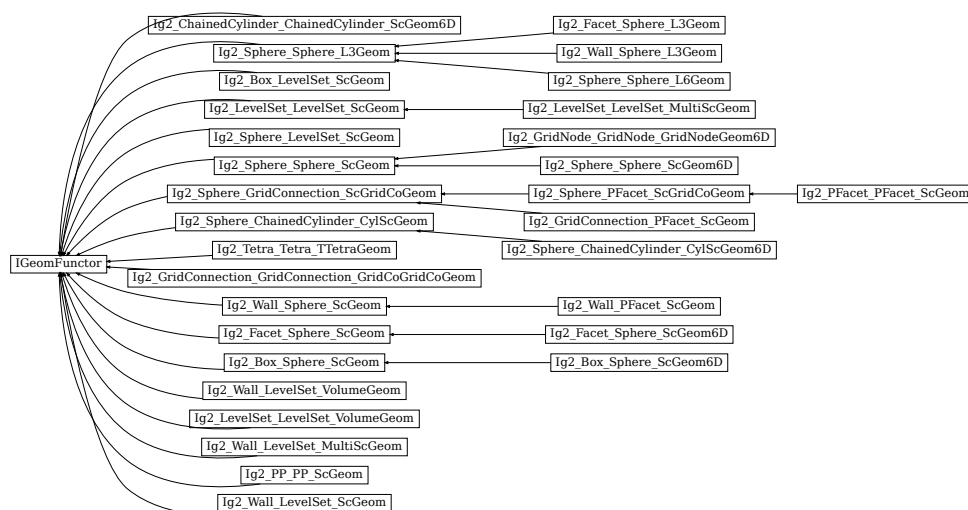 Ig2_ChainedCylinder_ChainedCylinder_ScGeom6D
Ig2_Facet_Sphere_L3Geom
Ig2_Sphere_Sphere_L3Geom
Ig2_Wall_Sphere_L3Geom
Ig2_Box_LevelSet_ScGeom
Ig2_Sphere_Sphere_L6Geom
Ig2_LevelSet_LevelSet_ScGeom
Ig2_LevelSet_LevelSet_MultiScGeom
Ig2_Sphere_LevelSet_ScGeom
Ig2_GridNode_GridNode_GridNodeGeom6D
Ig2_Sphere_Sphere_ScGeom
Ig2_Sphere_Sphere_ScGeom6D
Ig2_Sphere_GridConnection_ScGridCoGeom
Ig2_Sphere_PFacet_ScGridCoGeom
Ig2_PFacet_PFacet_ScGeom
Ig2_Sphere_ChainedCylinder_CylScGeom
Ig2_GridConnection_PFacet_ScGeom
Ig2_Tetra_Tetra_TTetraGeom
Ig2_Sphere_ChainedCylinder_CylScGeom6D
IGeomFunctor
Ig2_GridConnection_GridConnection_GridCoGridCoGeom
Ig2_Wall_Sphere_ScGeom
Ig2_Wall_PFacet_ScGeom
Ig2_Facet_Sphere_ScGeom
Ig2_Facet_Sphere_ScGeom6D
Ig2_Box_Sphere_ScGeom
Ig2_Box_Sphere_ScGeom6D
Ig2_Wall_LevelSet_VolumeGeom
Ig2_LevelSet_LevelSet_VolumeGeom
Ig2_Wall_LevelSet_MultiScGeom
Ig2_PP_PP_ScGeom
Ig2_Wall_LevelSet_ScGeom